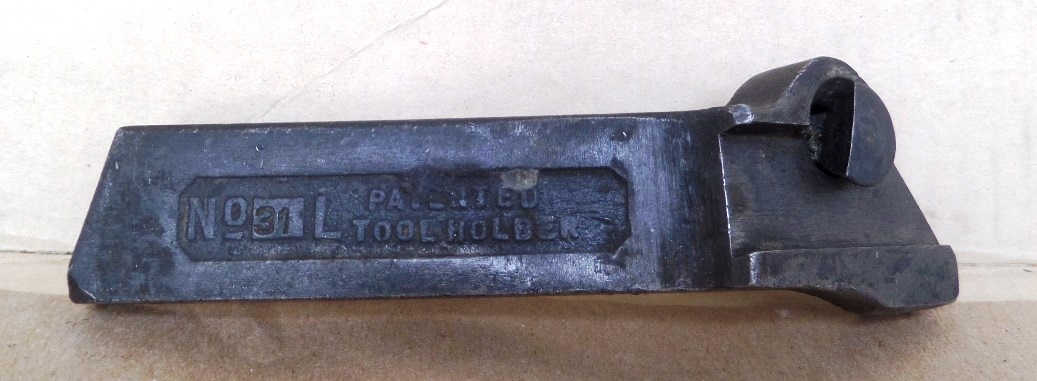 No 31 L PATENTED
TOOL HOLDER